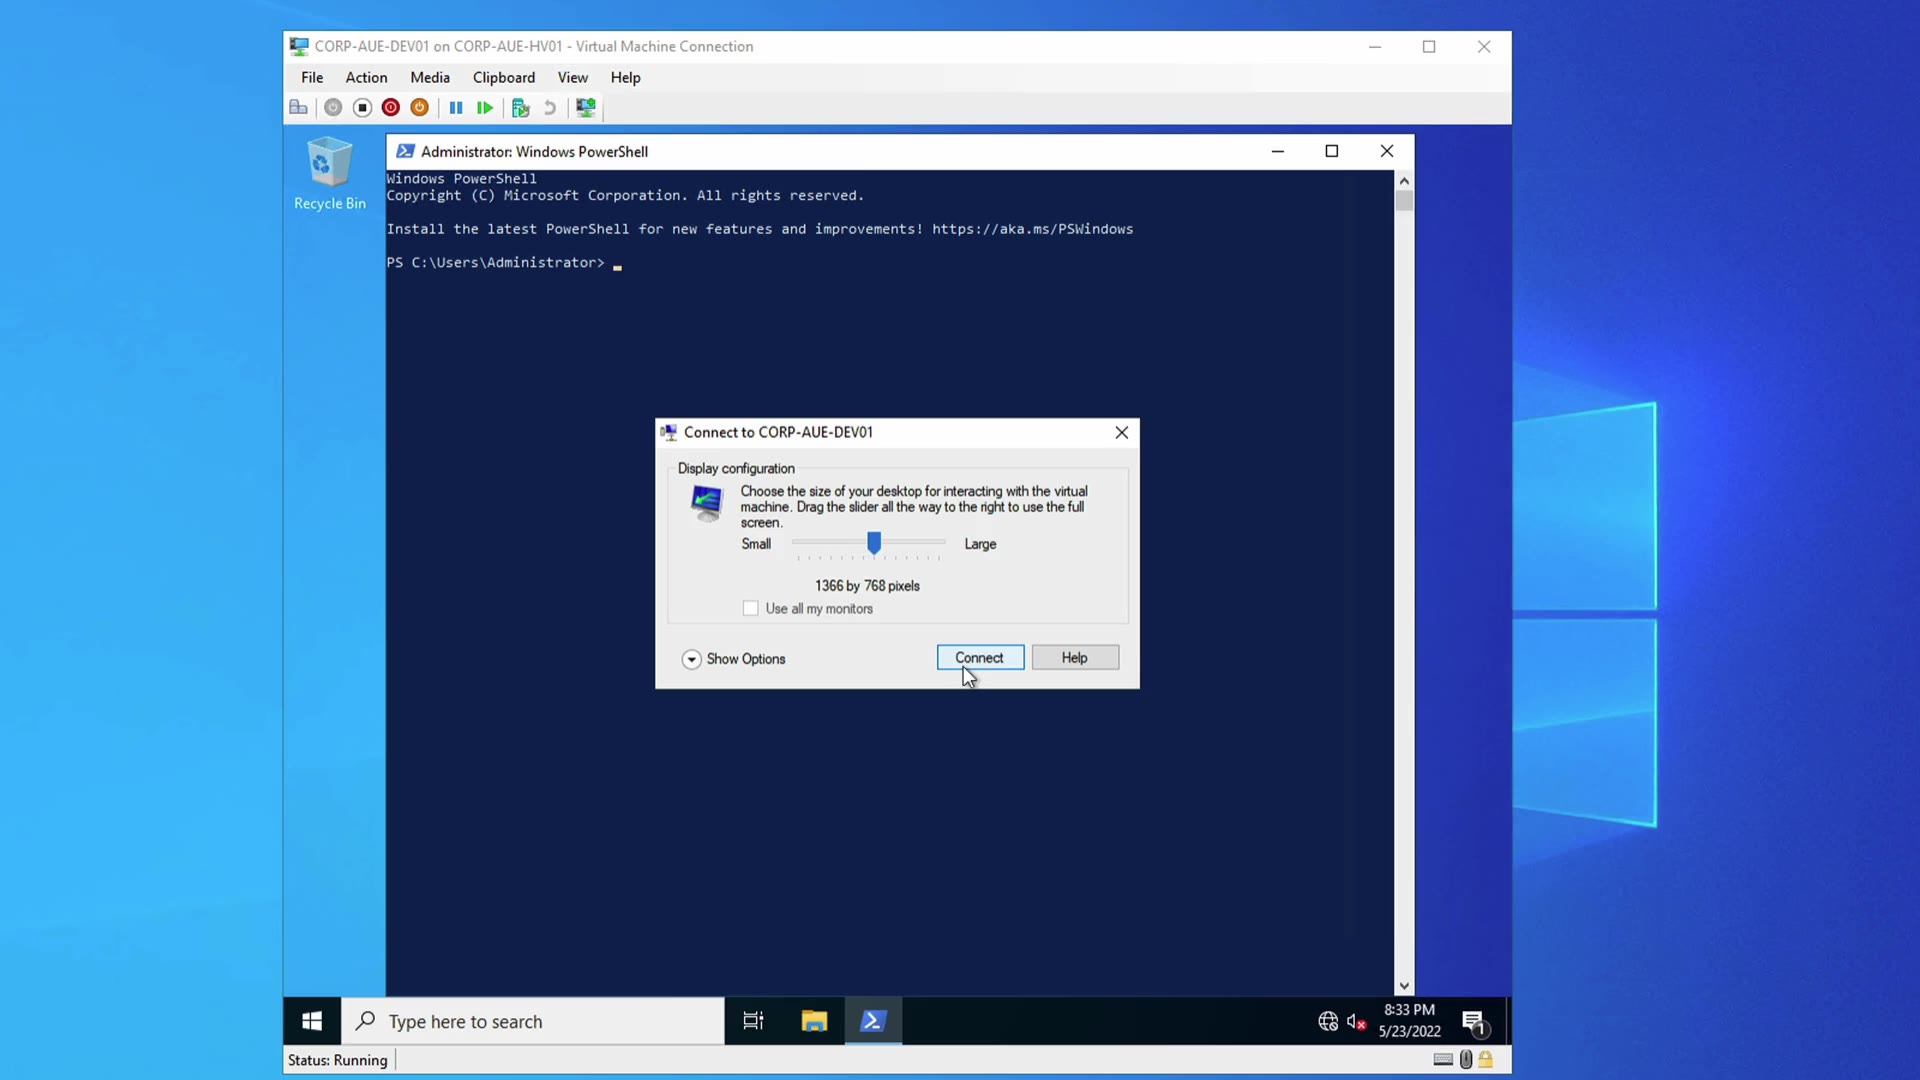 CORP-AUE-DEV01 on CORP-AUE-HV01 - Virtual Machine Connection
File Action Media Clipboard View Help
Recycle Bin
Administrator: Windows PowerShell
Windows PowerShell
Copyright (C) Microsoft Corporation. All rights reserved.
Install the latest PowerShell for new features and improvements! https://aka.ms/PSWindows
PS C:\Users\Administrator> _
Connect to CORP-AUE-DEV01
Display configuration
Choose the size of your desktop for interacting with the virtual
machine. Drag the slider all the way to the right to use the full
screen.
Small Large
1366 by 768 pixels
Use all my monitors
Show Options Connect Help
Type here to search
8:33 PM
5/23/2022
1
Status: Running